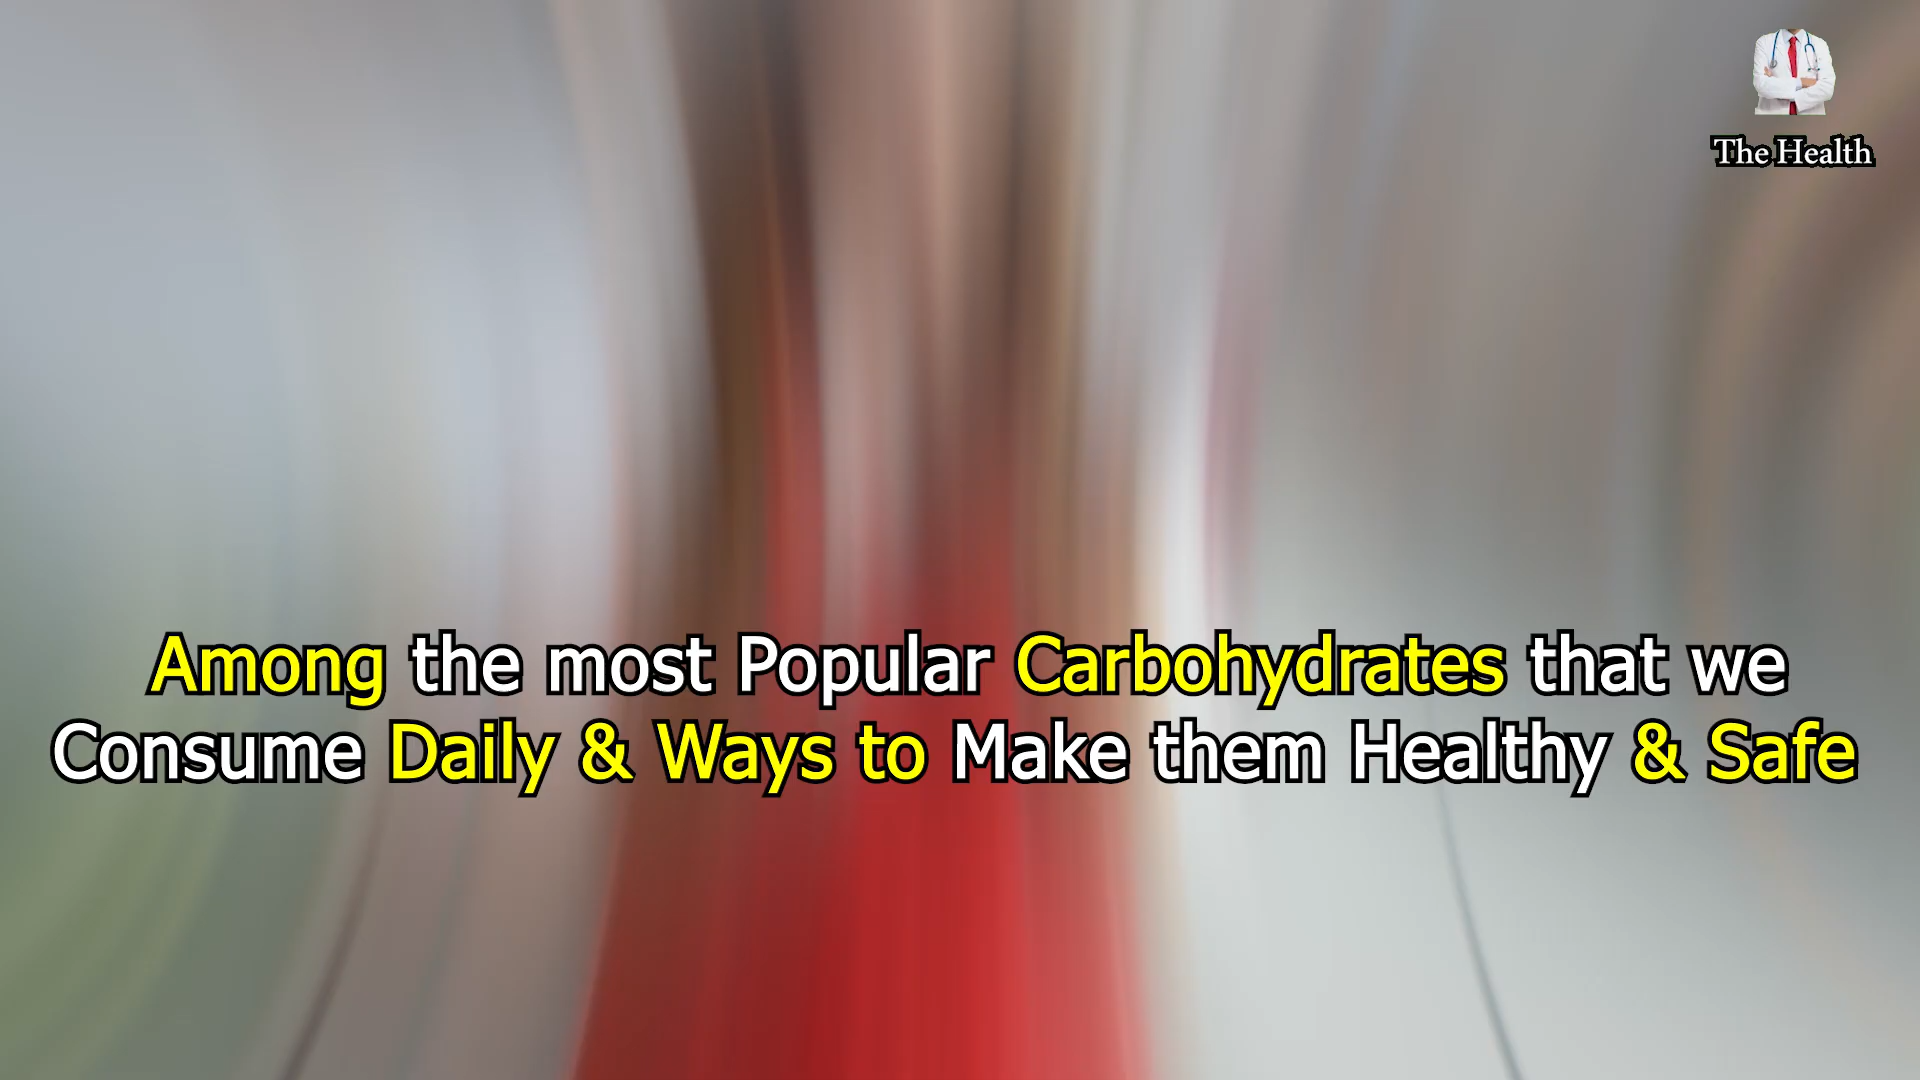 The Health
Among the most Popular Carbohydrates that we
Consume Daily & Ways to Make them Healthy & Safe